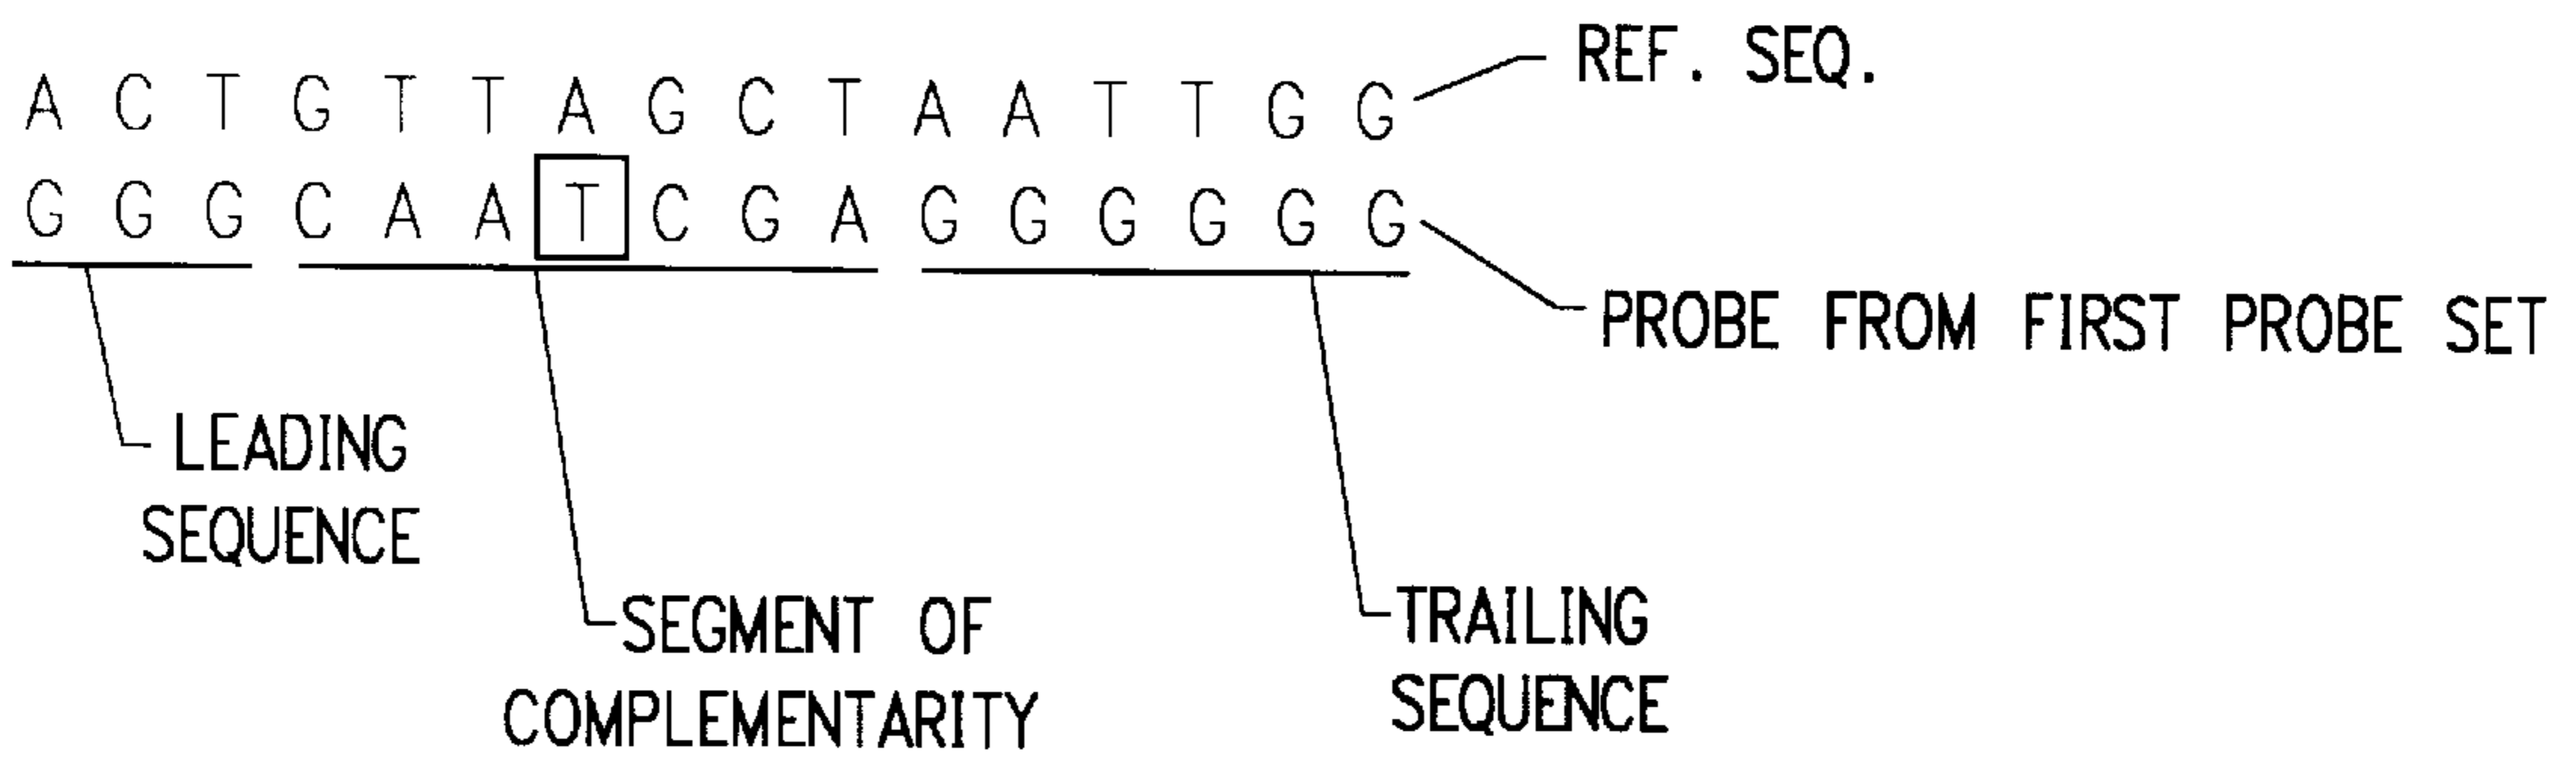 A C T G T T A G C T A A T T G G
REF. SEQ.
G G G C A A T C G A G G G G G G
PROBE FROM FIRST PROBE SET
LEADING
SEQUENCE
SEGMENT OF
COMPLEMENTARITY
TRAILING
SEQUENCE